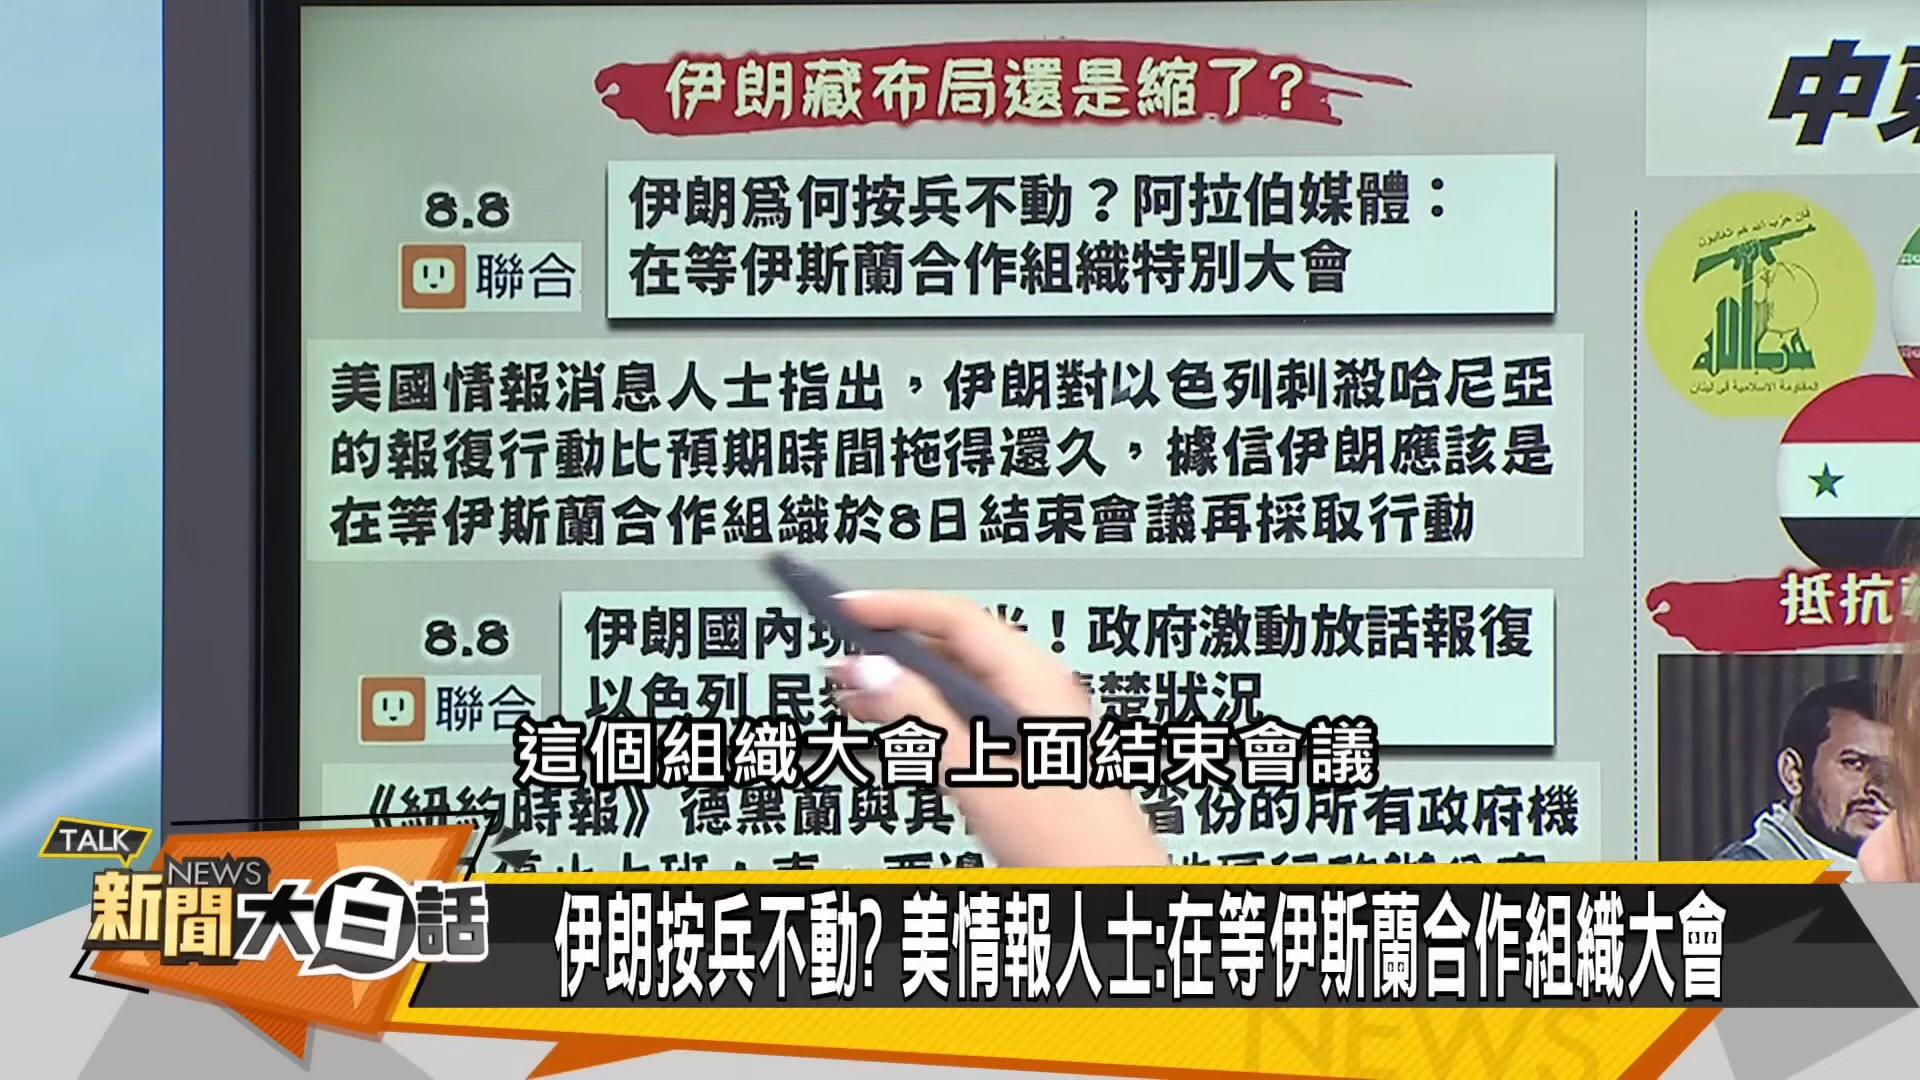 伊朗藏布局還是縮了?
8.8
聯合
伊朗為何按兵不動?阿拉伯媒體:
在等伊斯蘭合作組織特別大會
美國情報消息人士指出,伊朗對以色列刺殺哈尼亞
的報復行動比預期時間拖得還久,據信伊朗應該是
在等伊斯蘭合作組織於8日結束會議再採取行動
8.8
聯合
伊朗國內現 ！政府激動放話報復
以色列 民 楚狀況
《紐約時報》德黑蘭與其 省份的所有政府機
中東
抵抗
這個組織大會上面結束會議
TALK
NEWS
新聞大白話
伊朗按兵不動? 美情報人士:在等伊斯蘭合作組織大會
NEWS